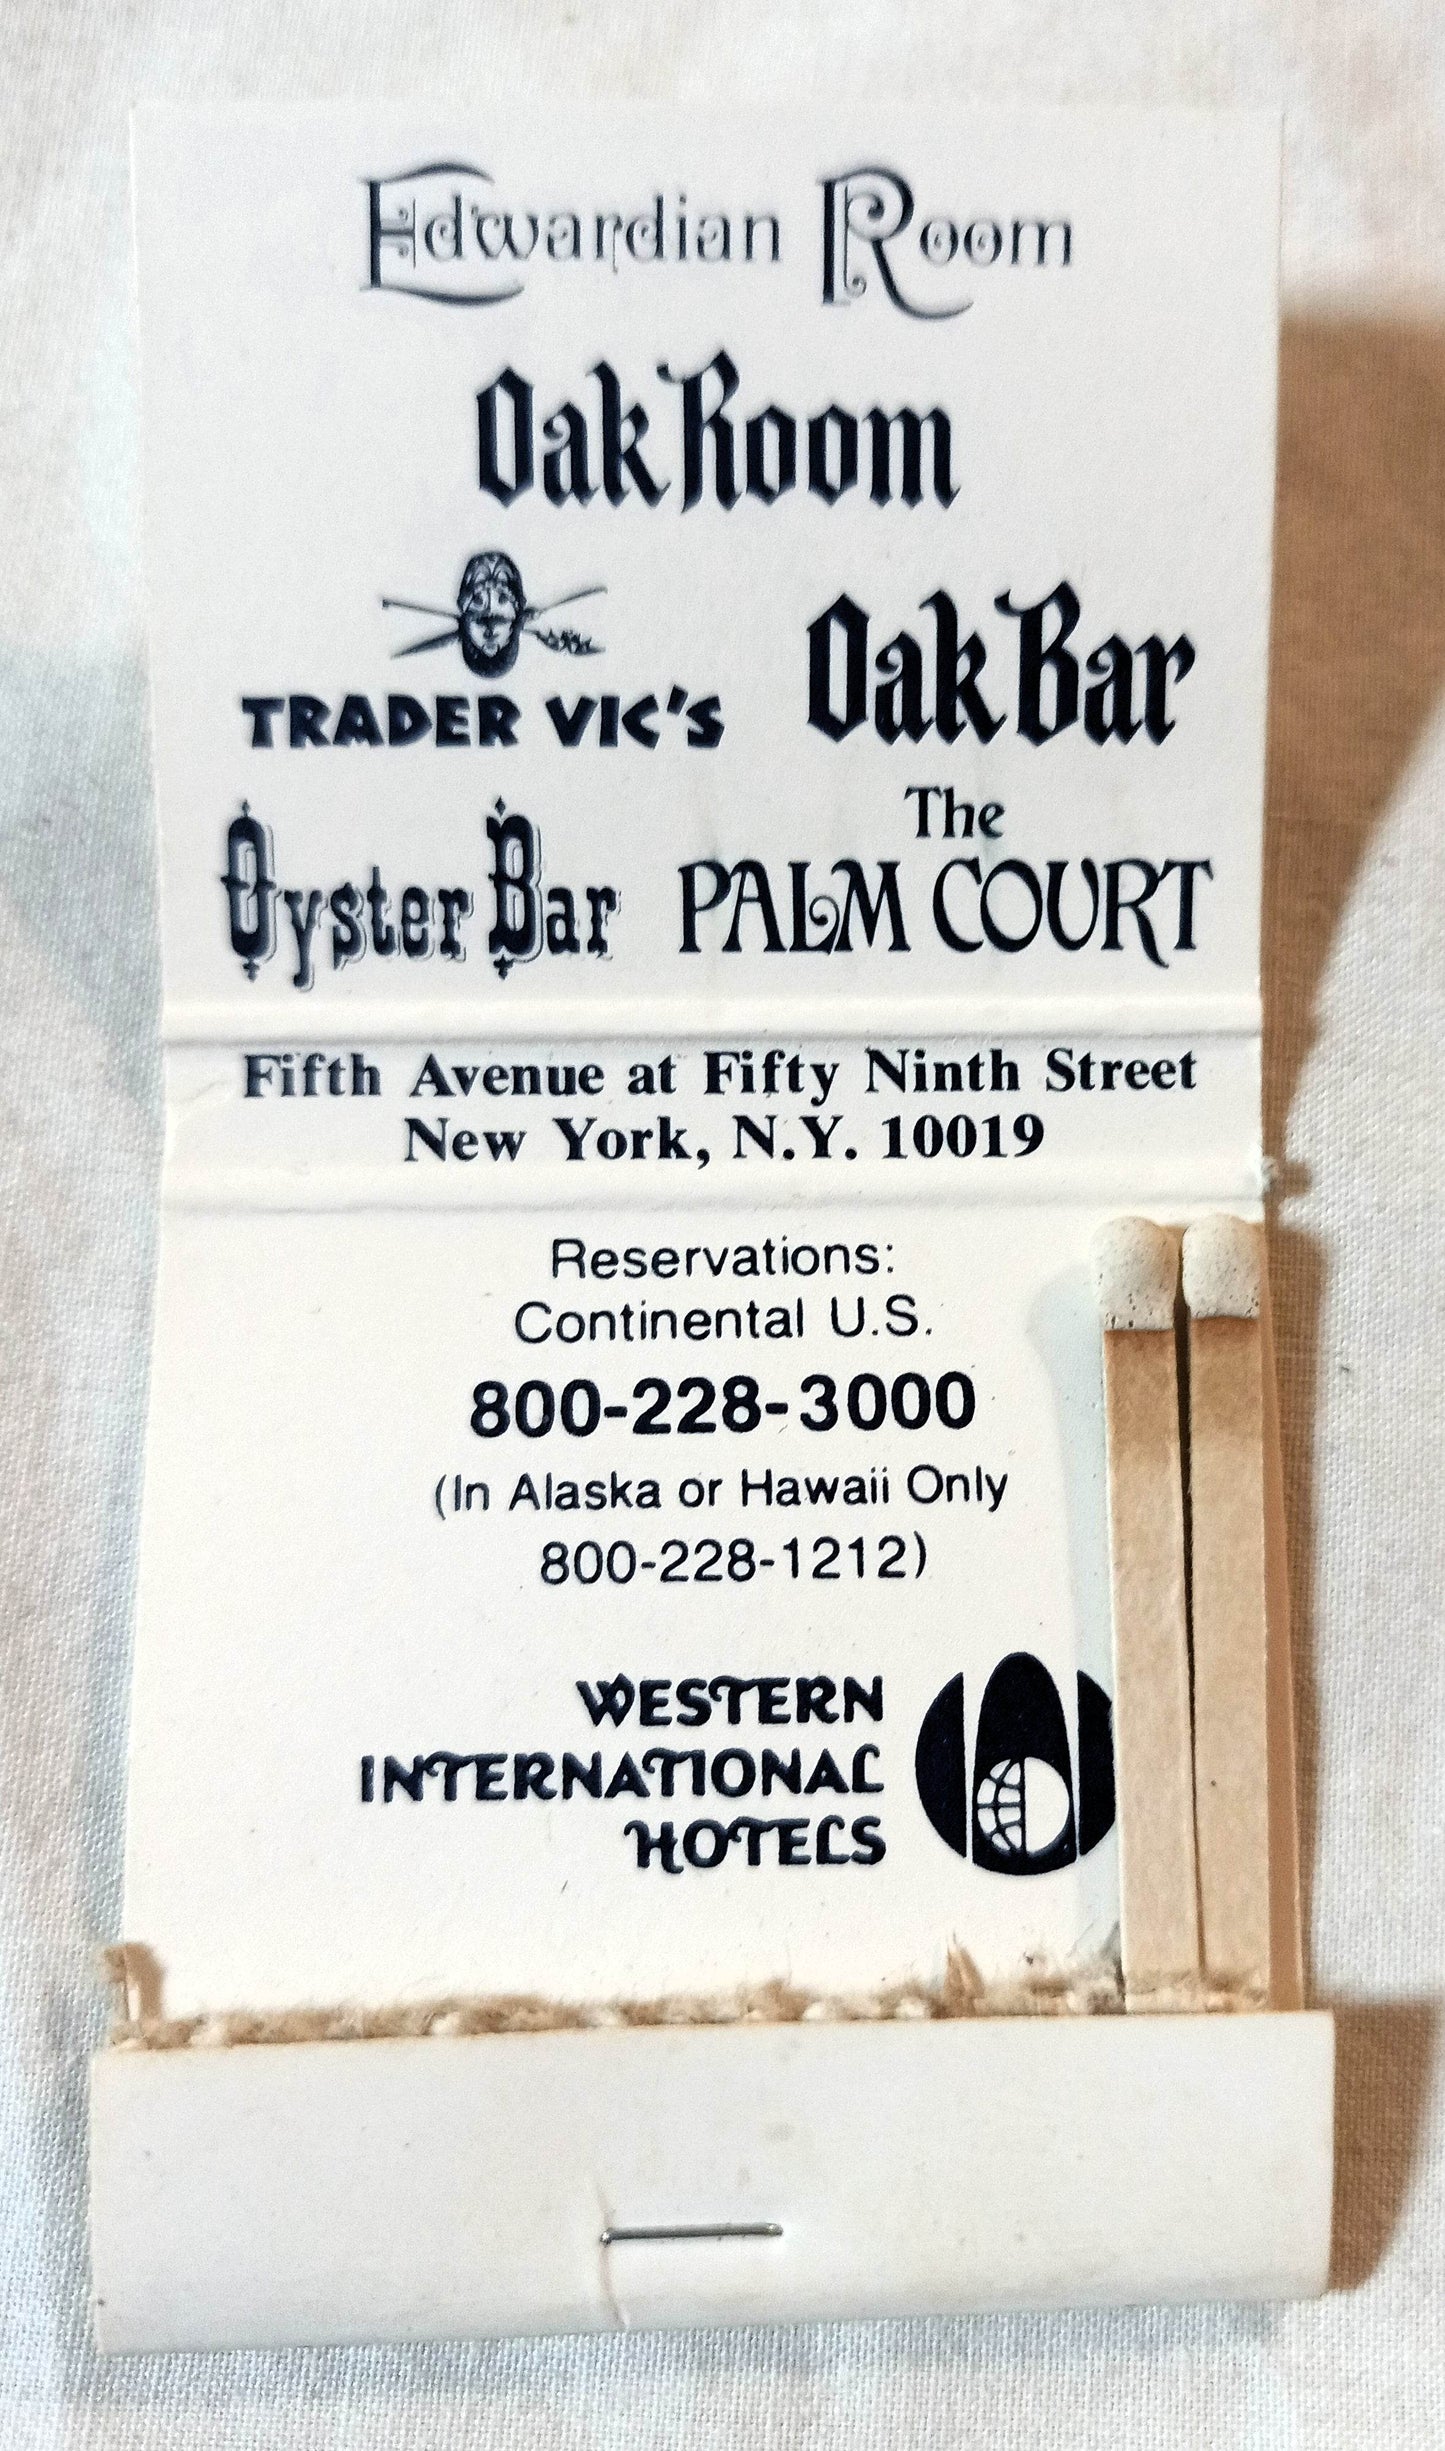 Edwardian Room
Oak Room
TRADER VIC'S
Oak Bar
Oyster Bar
The
PALM COURT
Fifth Avenue at Fifty Ninth Street
New York, N.Y. 10019
Reservations:
Continental U.S.
800-228-3000
(In Alaska or Hawaii Only
800-228-1212)
WESTERN
INTERNATIONAL
HOTELS